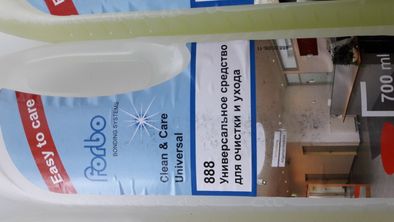 Easy to care
Forbo
BONDING SYSTEMS
Clean & Care
Universal
888
Универсальное средство
для очистки и ухода
700 ml